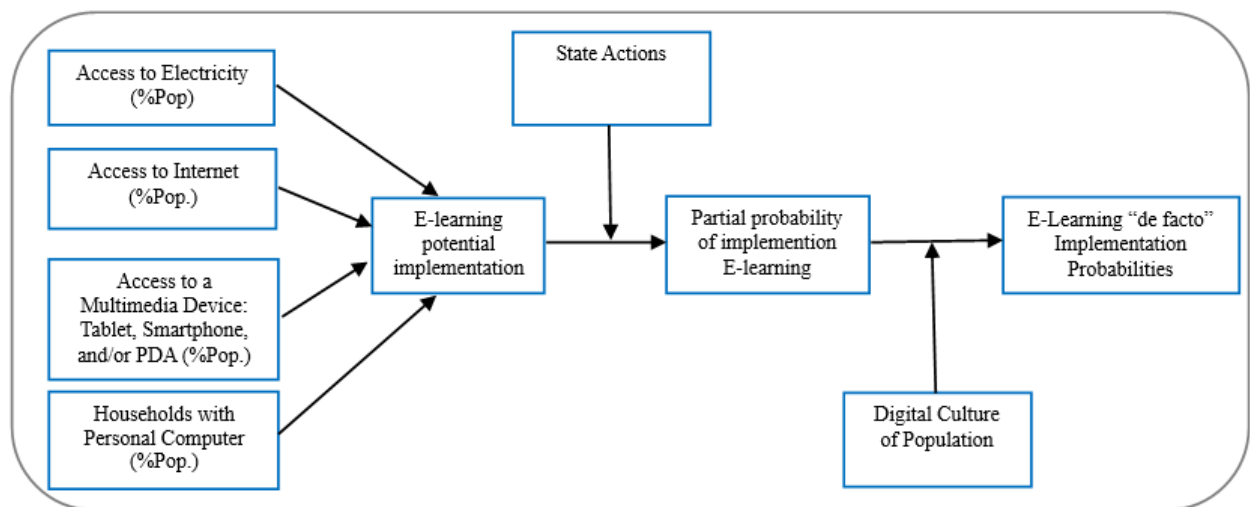 Access to Electricity
(%Pop)
State Actions
Access to Internet
(%Pop.)
E-learning
potential
implementation
Partial probability
of implemention
E-learning
E-Learning “de facto”
Implementation
Probabilities
Access to a
Multimedia Device:
Tablet, Smartphone,
and/or PDA (%Pop.)
Households with
Personal Computer
(%Pop.)
Digital Culture
of Population